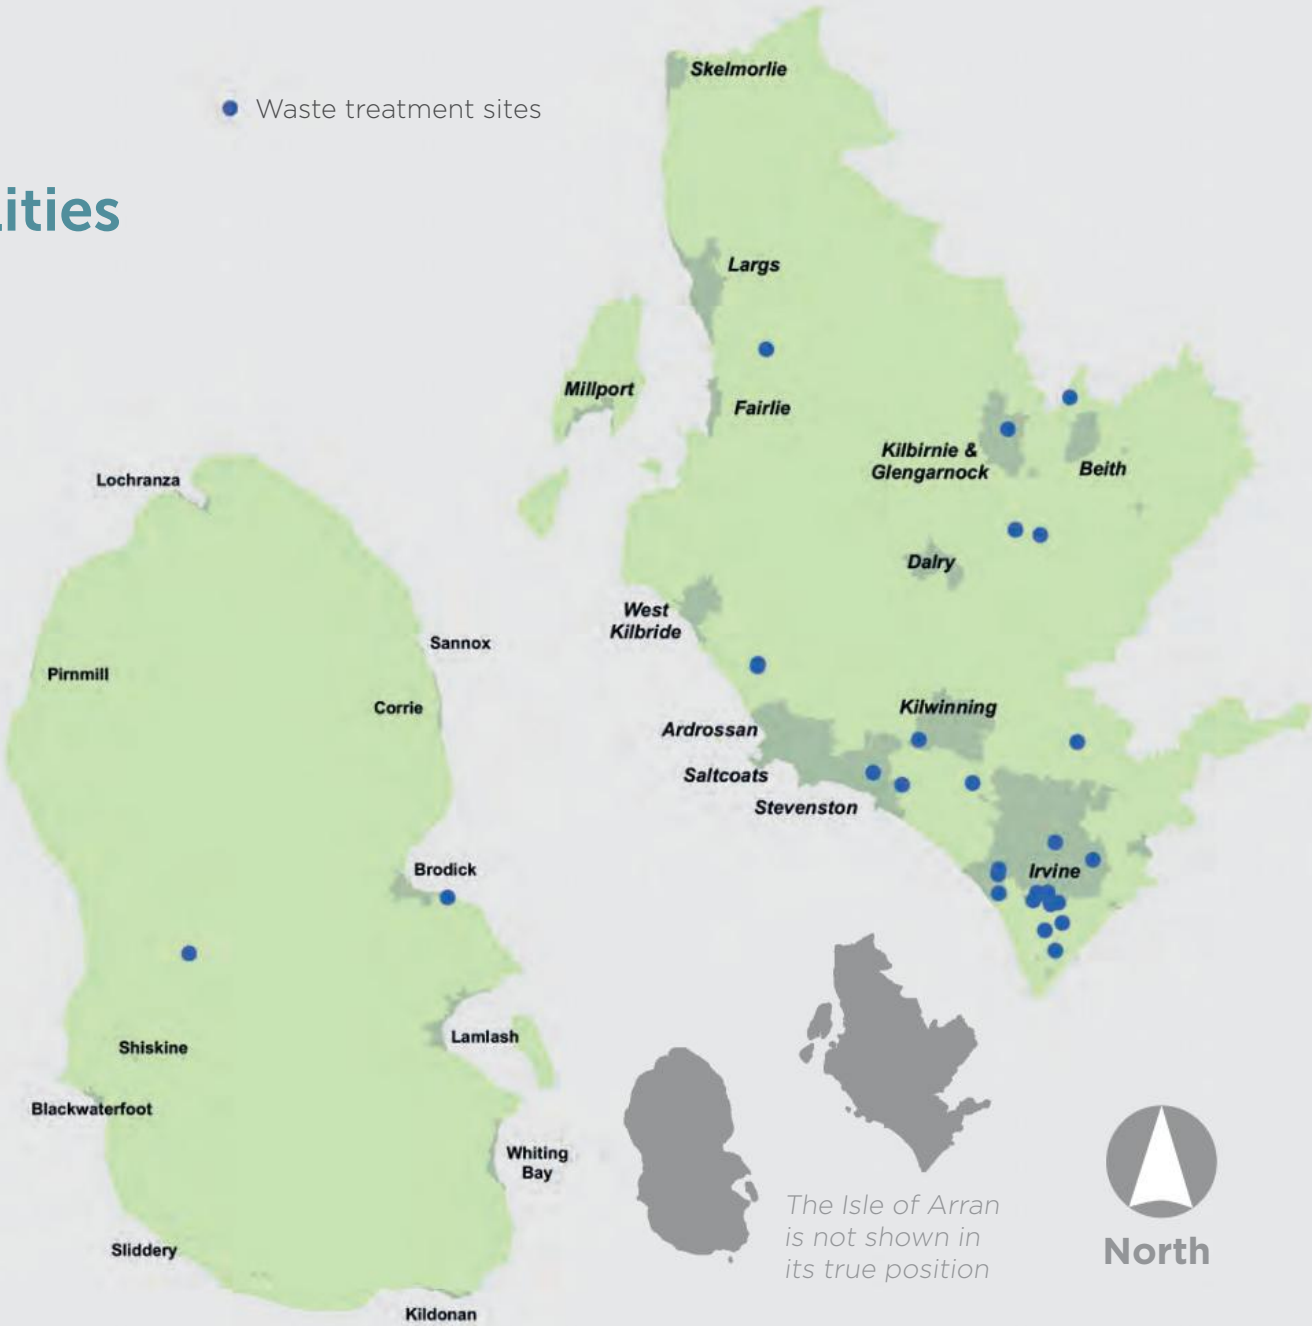 Skelmorlie
Waste treatment sites
ities
Largs
Millport
Fairlie
Kilbirnie &
Glengarnock
Beith
Lochranza
Dalry
West
Kilbride
Sannox
Pirnmill
Corrie
Kilwinning
Ardrossan
Saltcoats
Stevenston
Brodick
Irvine
Lamlash
Shiskine
Blackwaterfoot
Whiting
Bay
The Isle of Arran
is not shown in
its true position
North
Sliddery
Kildonan